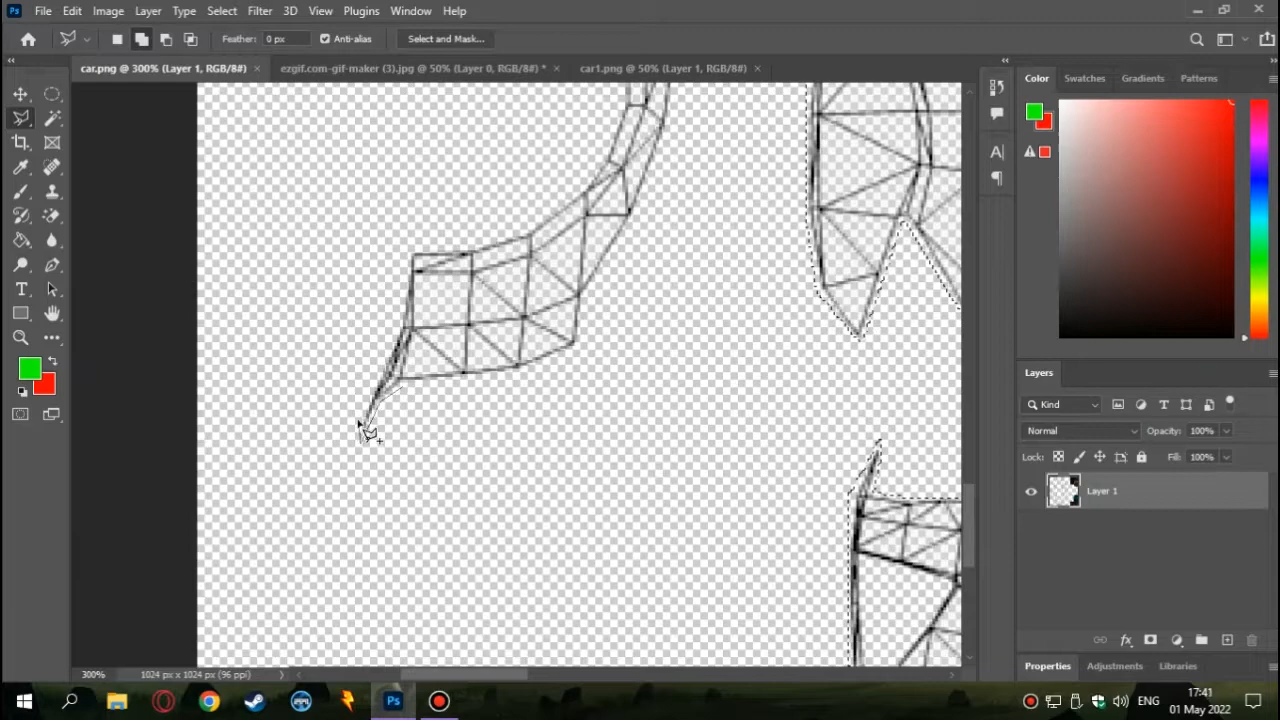 Ps File Edit Image Layer Type Select Filter 3D View Plugins Window Help
Feather: 0 px Anti-alias Select and Mask...
car.png @ 300% (Layer 1, RGB/8#) × ezgif.com-gif-maker (3).jpg @ 50% (Layer 0, RGB/8#) * × car1.png @ 50% (Layer 1, RGB/8#) ×
Color Swatches Gradients Patterns
Layers
Kind
Normal Opacity: 100%
Lock: Fill: 100%
Layer 1
300% 1024 px x 1024 px (96 ppi)
Properties Adjustments Libraries
Ps ENG 17:41
01 May 2022